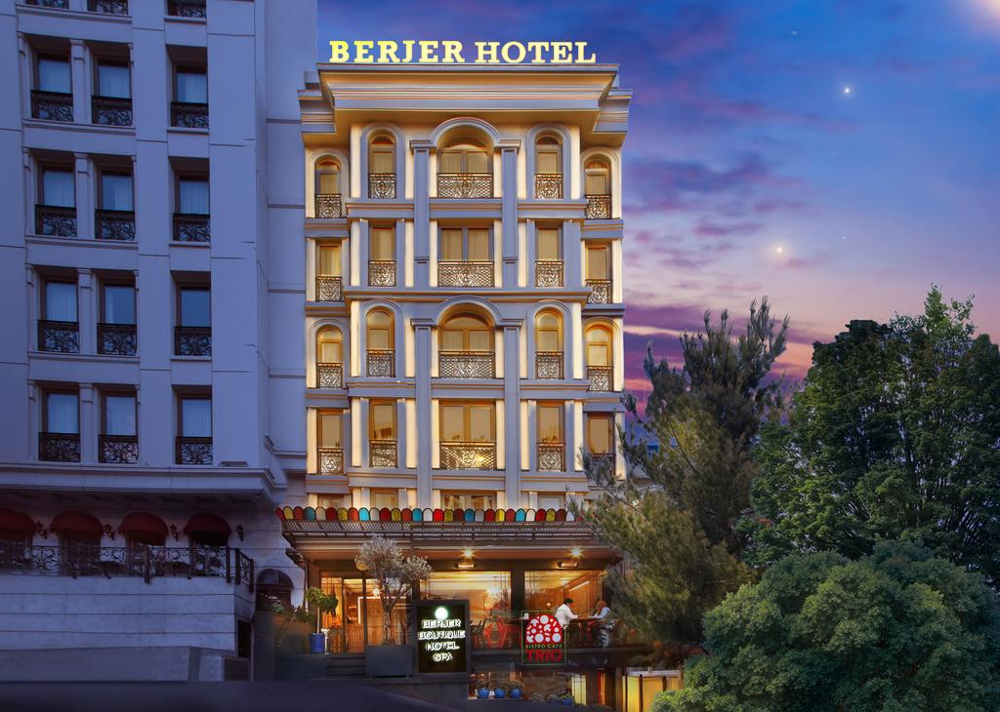 BERJER HOTEL
BERJER
BOUTIQUE
HOTEL
SPA
BISTRO CAFE
TRIO